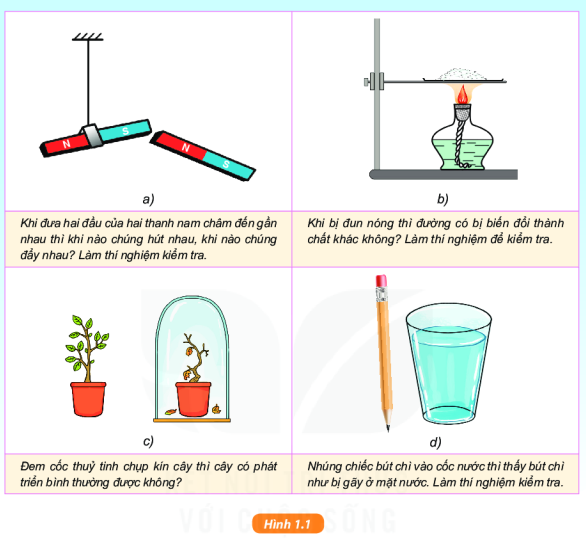 N
S
N
S
a)
b)
Khi đưa hai đầu của hai thanh nam châm đến gần
nhau thì khi nào chúng hút nhau, khi nào chúng
đẩy nhau? Làm thí nghiệm kiểm tra.
Khi bị đun nóng thì đường có bị biến đổi thành
chất khác không? Làm thí nghiệm để kiểm tra.
c)
d)
Đem cốc thuỷ tinh chụp kín cây thì cây có phát
triển bình thường được không?
Nhúng chiếc bút chì vào cốc nước thì thấy bút chì
như bị gãy ở mặt nước. Làm thí nghiệm kiểm tra.
Hình 1.1
VỚI CUỘC SỐNG